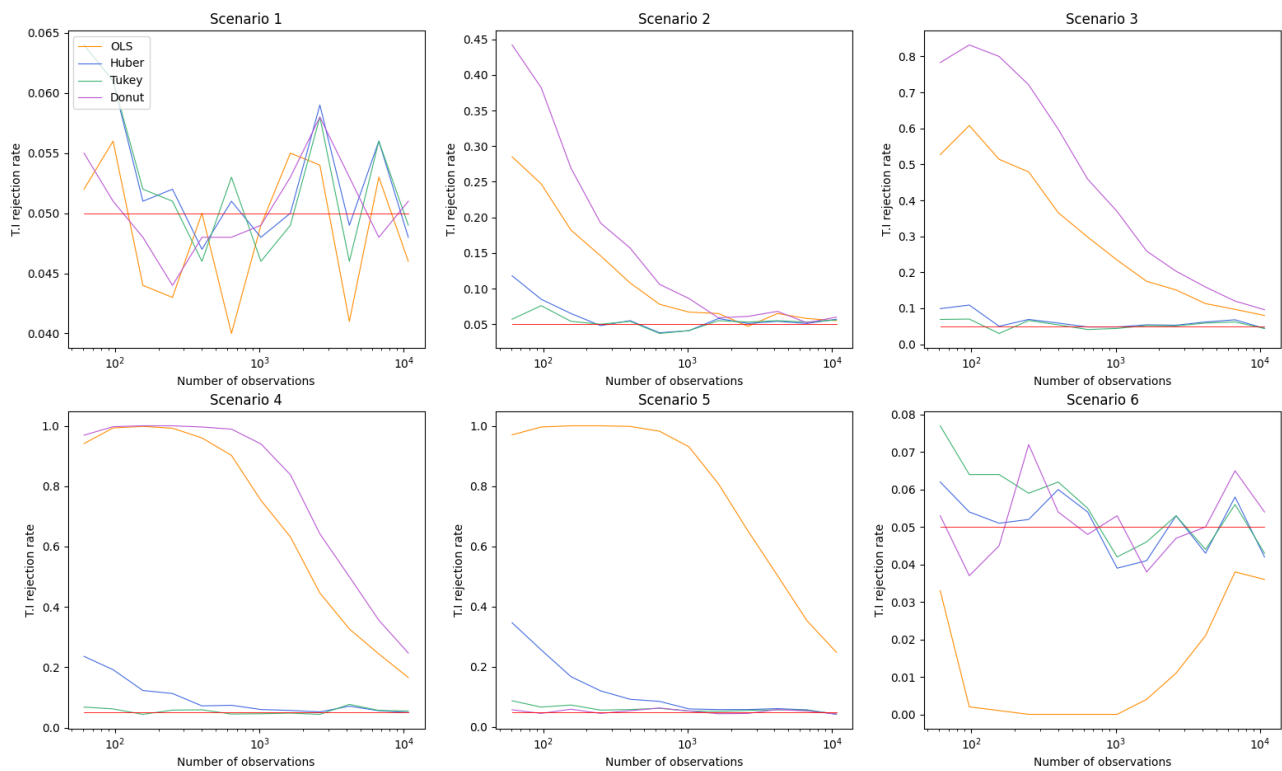 Scenario 1
0.065
0.060
0.055
0.050
0.045
0.040
T.I rejection rate
OLS
Huber
Tukey
Donut
10²
10³
10⁴
Number of observations
Scenario 2
0.45
0.40
0.35
0.30
0.25
0.20
0.15
0.10
0.05
T.I rejection rate
10²
10³
10⁴
Number of observations
Scenario 3
0.8
0.7
0.6
0.5
0.4
0.3
0.2
0.1
0.0
T.I rejection rate
10²
10³
10⁴
Number of observations
Scenario 4
1.0
0.8
0.6
0.4
0.2
0.0
T.I rejection rate
10²
10³
10⁴
Number of observations
Scenario 5
1.0
0.8
0.6
0.4
0.2
0.0
T.I rejection rate
10²
10³
10⁴
Number of observations
Scenario 6
0.08
0.07
0.06
0.05
0.04
0.03
0.02
0.01
0.00
T.I rejection rate
10²
10³
10⁴
Number of observations